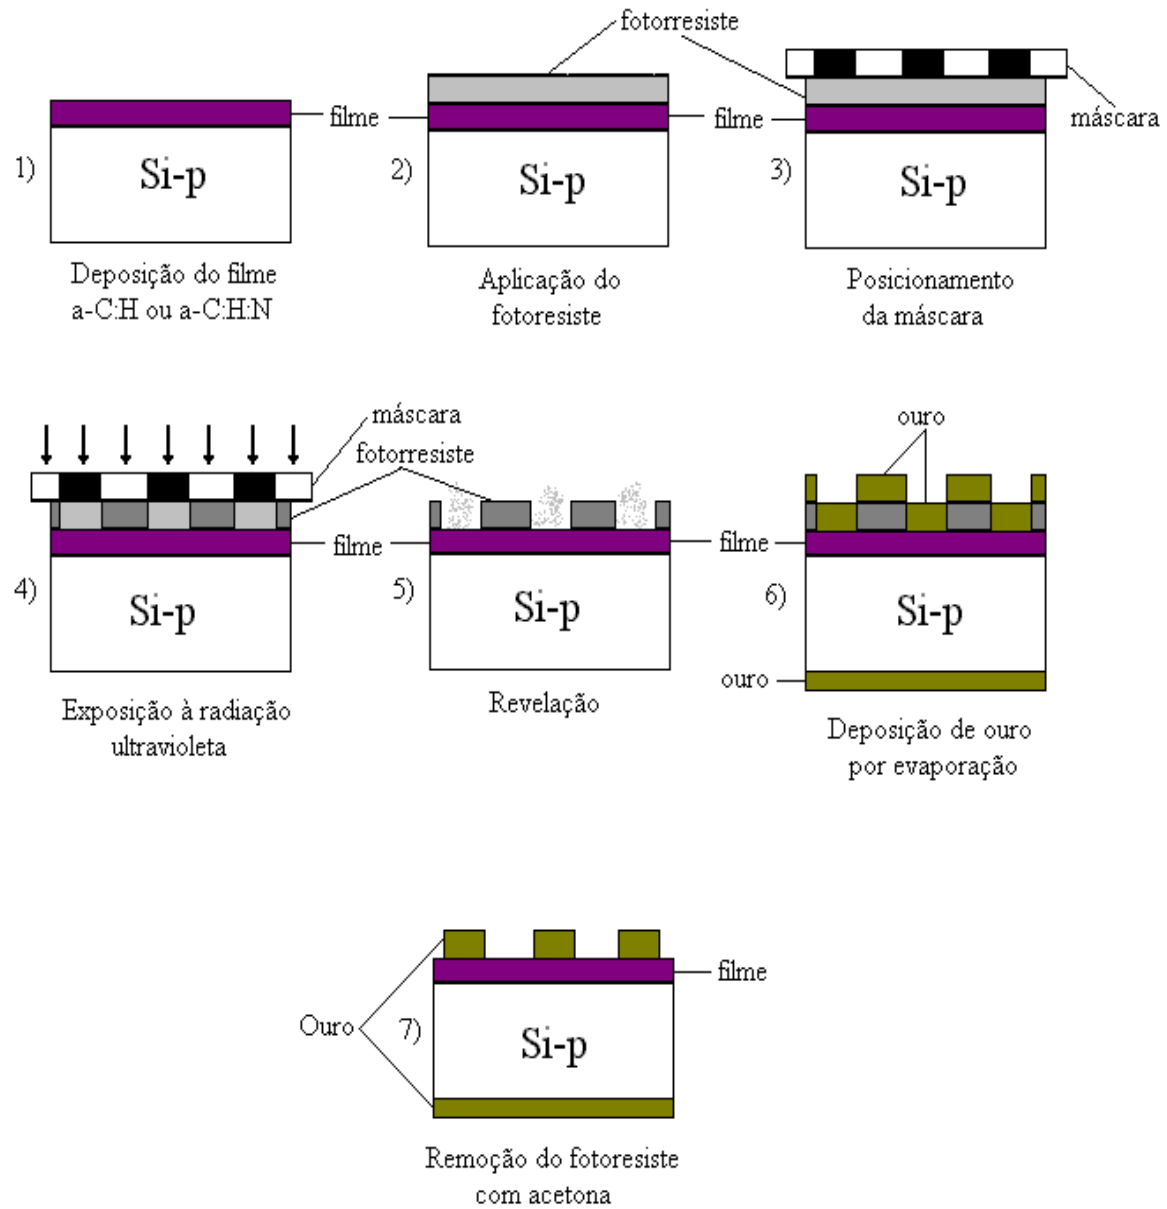 fotorresiste
filme
filme
máscara
1)
Si-p
2)
Si-p
3)
Si-p
Deposição do filme
a-C:H ou a-C:H:N
Aplicação do
fotoresiste
Posicionamento
da máscara
máscara
fotorresiste
ouro
filme
filme
4)
Si-p
5)
Si-p
6)
Si-p
ouro
Exposição à radiação
ultravioleta
Revelação
Deposição de ouro
por evaporação
filme
Ouro
7)
Si-p
Remoção do fotoresiste
com acetona